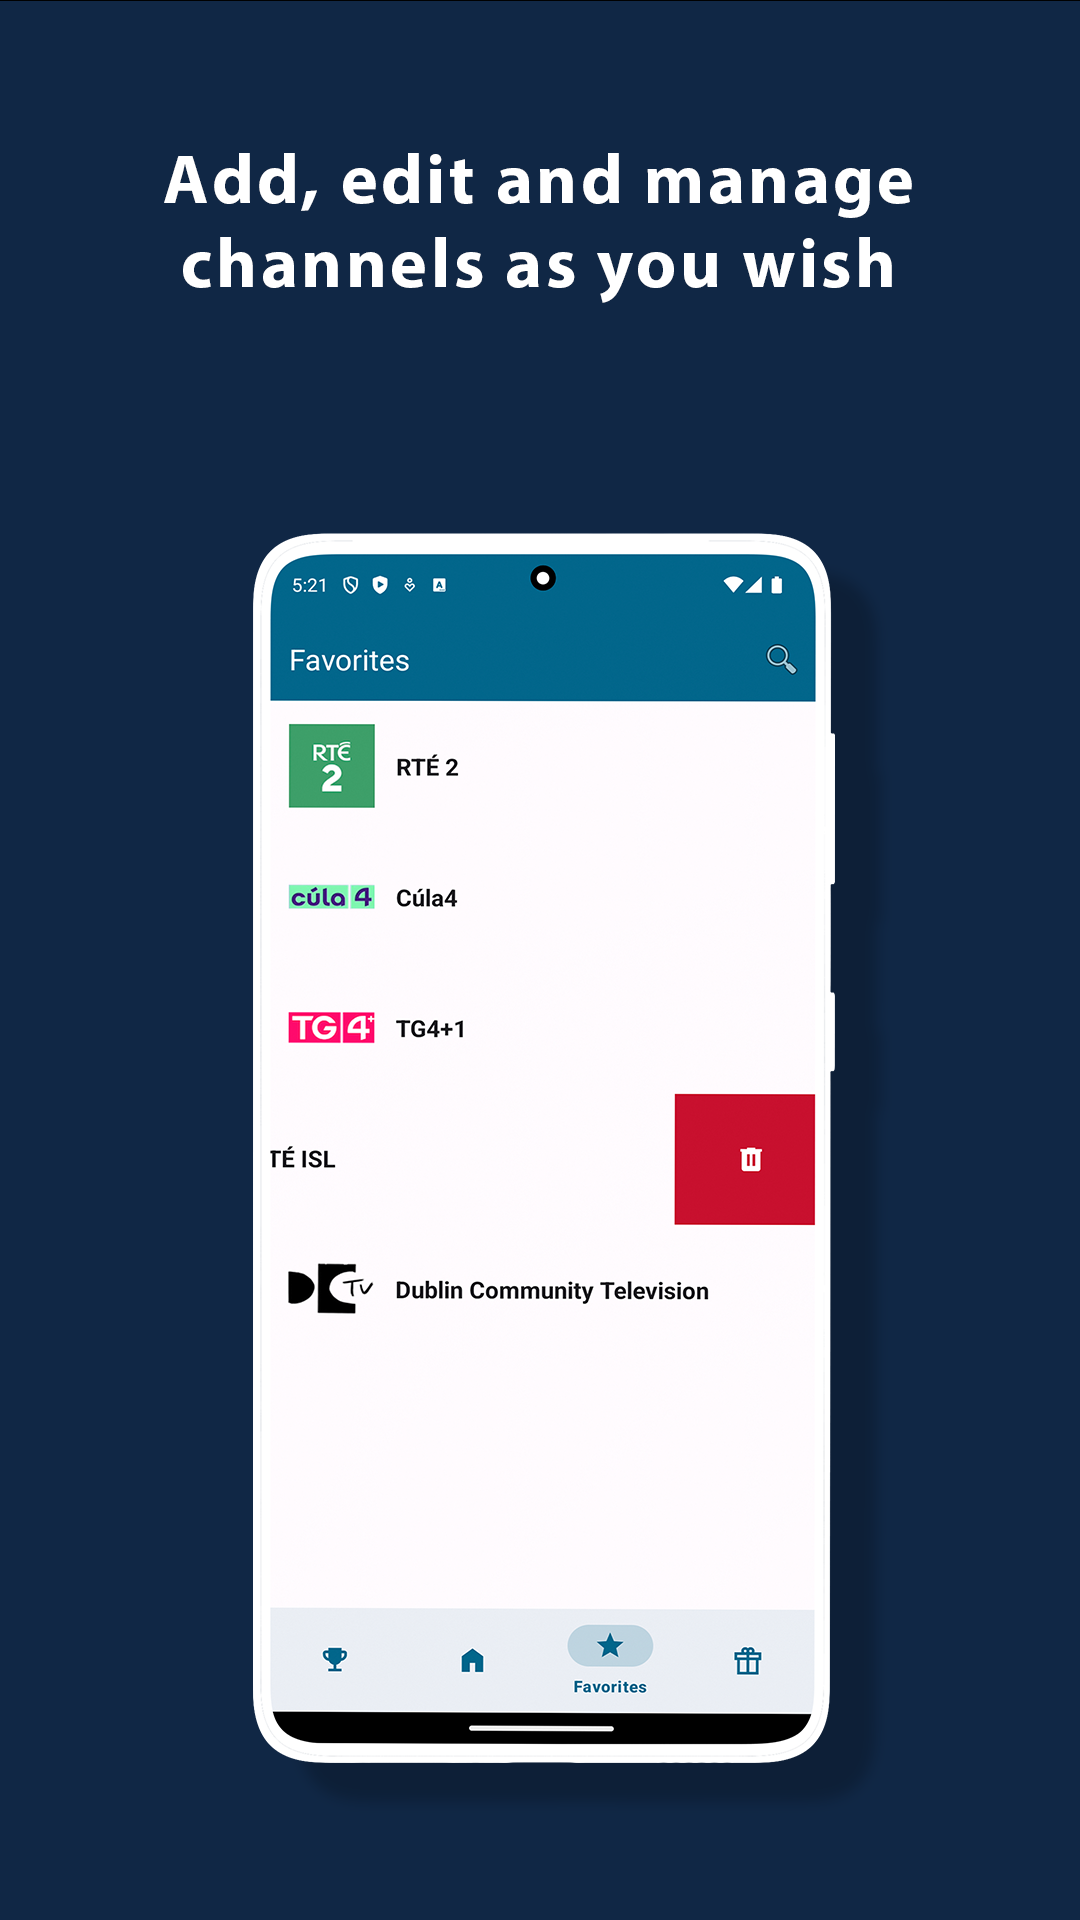 Add, edit and manage
channels as you wish
5:21
Favorites
RTÉ
2
RTÉ 2
cúla 4
Cúla4
TG4+
TG4+1
TÉ ISL
DCTV
Dublin Community Television
Favorites